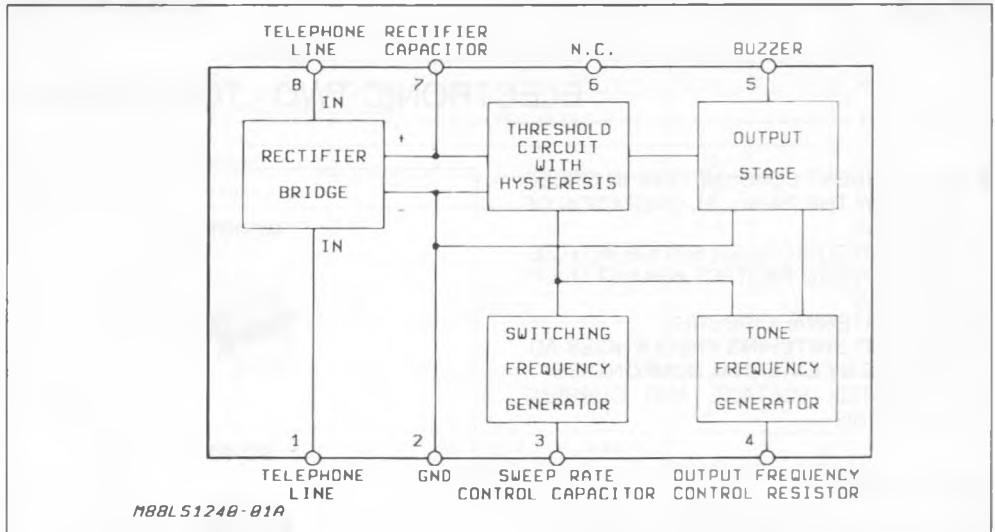 TELEPHONE LINE
RECTIFIER CAPACITOR
N.C.
BUZZER
8
7
6
5
IN
RECTIFIER
BRIDGE
+
-
IN
THRESHOLD
CIRCUIT
WITH
HYSTERESIS
OUTPUT
STAGE
SWITCHING
FREQUENCY
GENERATOR
TONE
FREQUENCY
GENERATOR
1
2
3
4
TELEPHONE
LINE
GND
SWEEP RATE
CONTROL CAPACITOR
OUTPUT FREQUENCY
CONTROL RESISTOR
M88LS1240-01A